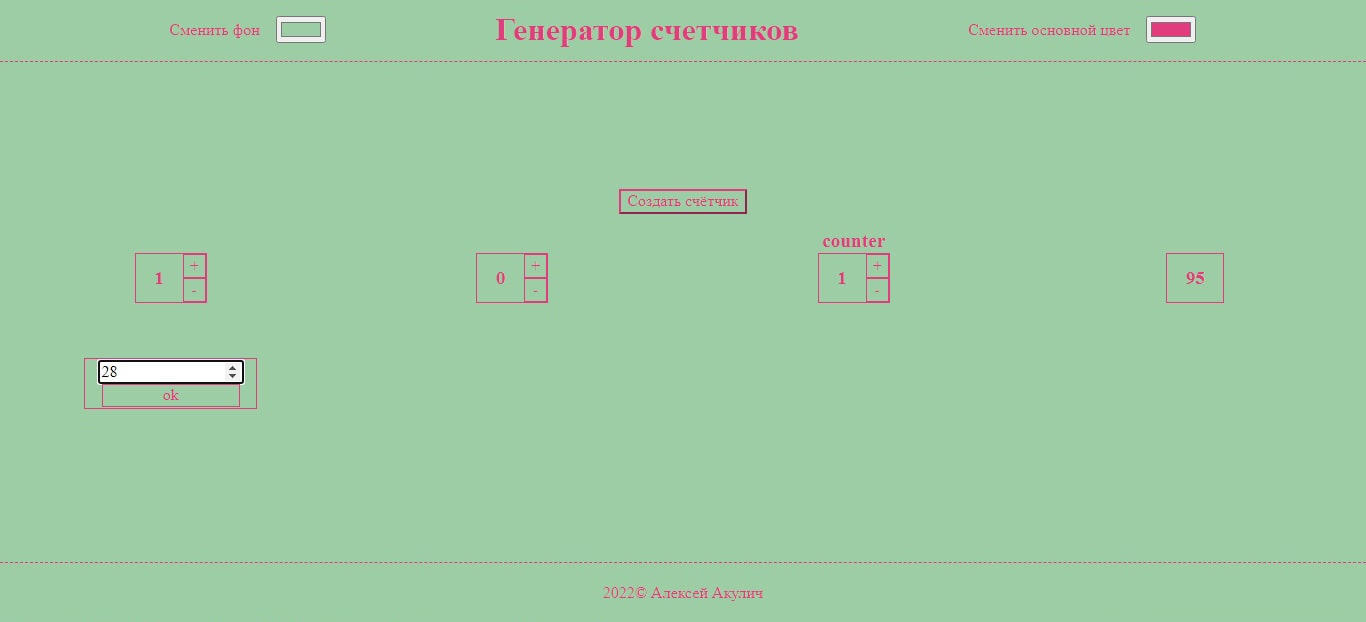 Сменить фон
Генератор счетчиков
Сменить основной цвет
Создать счётчик
counter
1 + -
0 + -
1 + -
95
28
ok
2022© Алексей Акулич